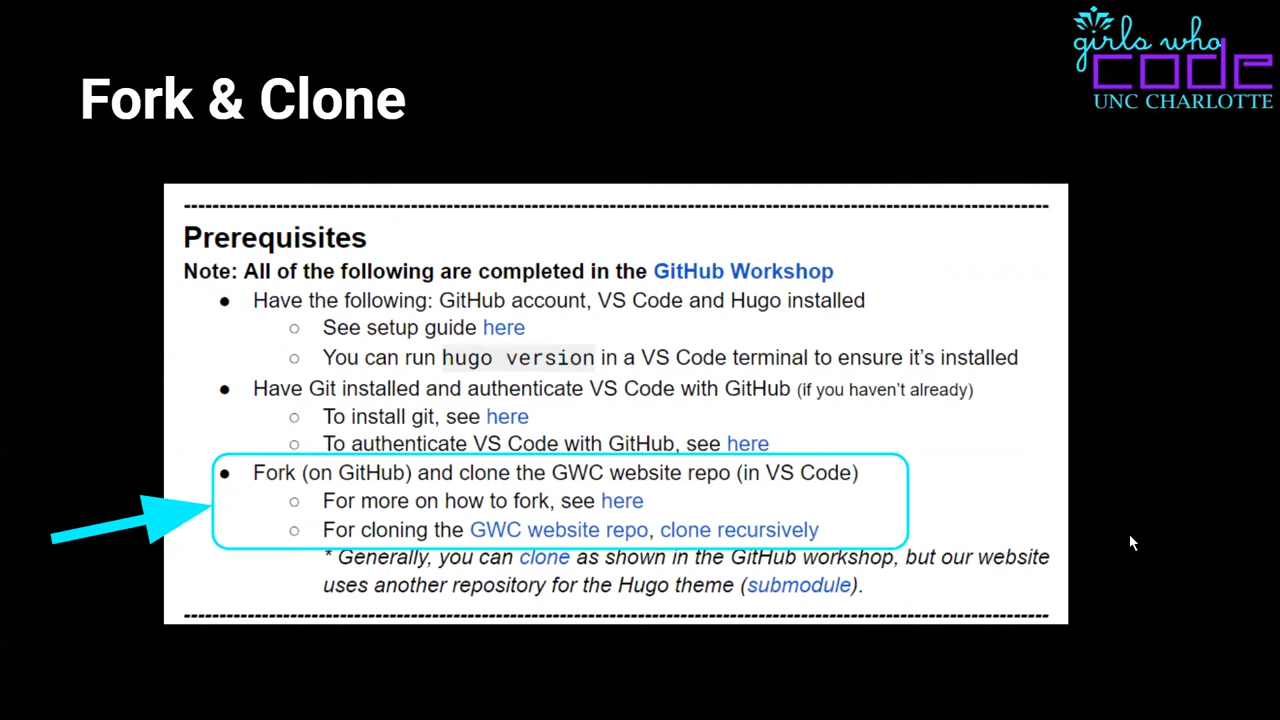 girls who
code
UNC CHARLOTTE
Fork & Clone
Prerequisites
Note: All of the following are completed in the GitHub Workshop
● Have the following: GitHub account, VS Code and Hugo installed
○ See setup guide here
○ You can run hugo version in a VS Code terminal to ensure it's installed
● Have Git installed and authenticate VS Code with GitHub (if you haven't already)
○ To install git, see here
○ To authenticate VS Code with GitHub, see here
● Fork (on GitHub) and clone the GWC website repo (in VS Code)
○ For more on how to fork, see here
○ For cloning the GWC website repo, clone recursively
* Generally, you can clone as shown in the GitHub workshop, but our website
uses another repository for the Hugo theme (submodule).